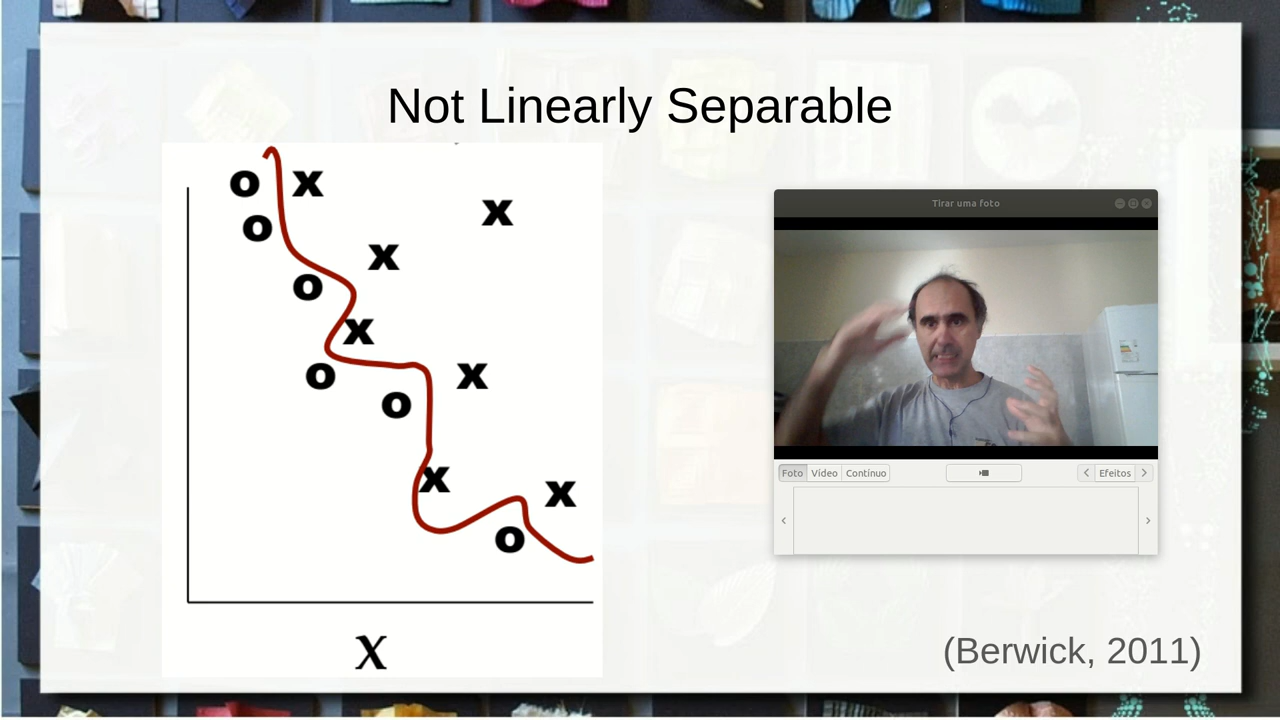 Not Linearly Separable
o x
x
o
x
o
x
o x
o
x
x
o
X
Tirar uma foto
Foto Vídeo Contínuo Efeitos
(Berwick, 2011)